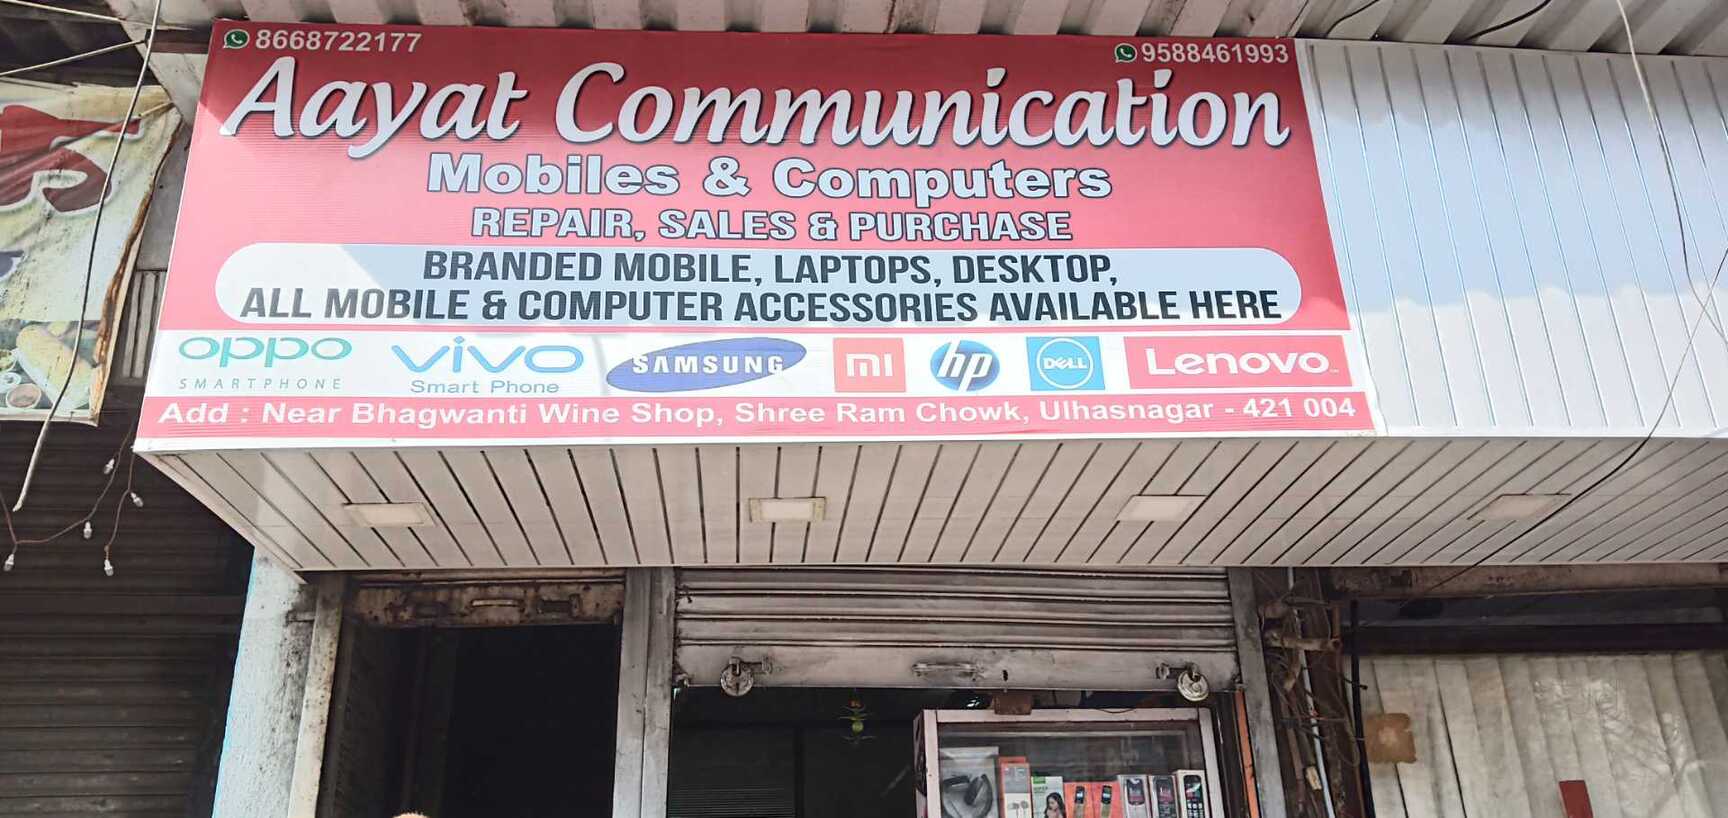 8668722177
9588461993
Aayat Communication
Mobiles & Computers
REPAIR, SALES & PURCHASE
BRANDED MOBILE, LAPTOPS, DESKTOP,
ALL MOBILE & COMPUTER ACCESSORIES AVAILABLE HERE
oppo
SMARTPHONE
vivo
Smart Phone
SAMSUNG
mi
hp
DELL
Lenovo
Add : Near Bhagwanti Wine Shop, Shree Ram Chowk, Ulhasnagar - 421 004